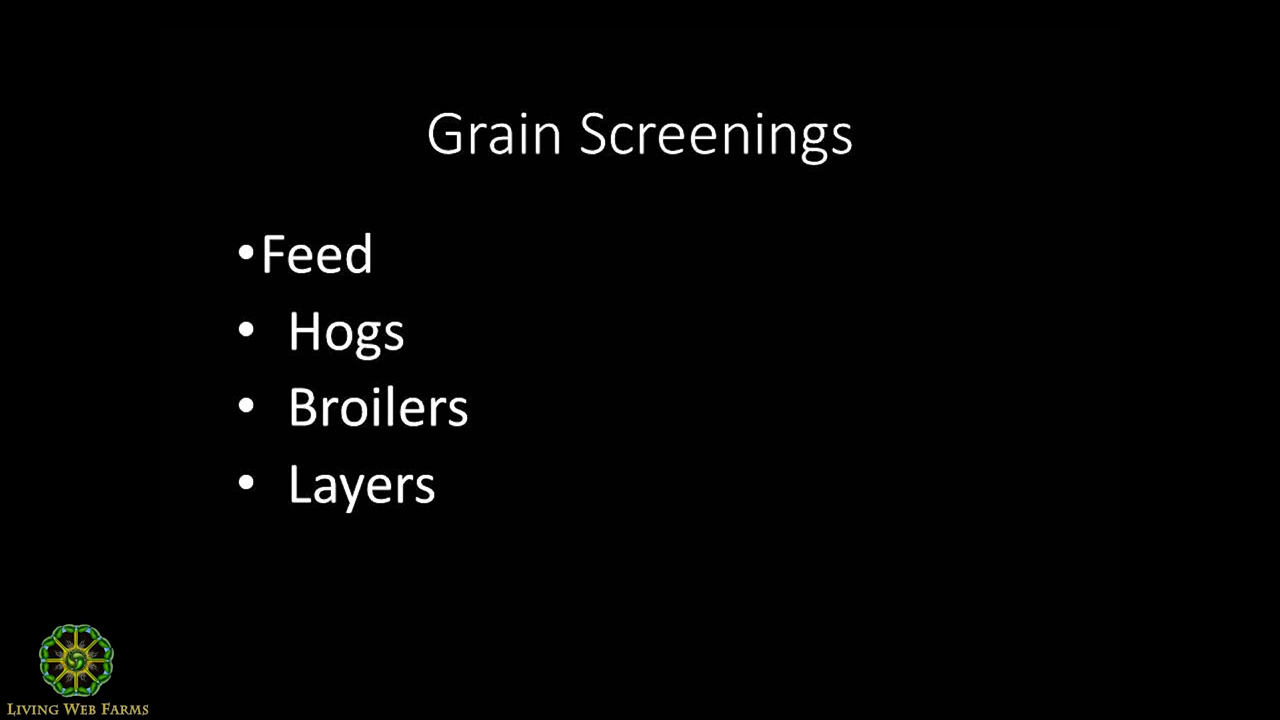 Grain Screenings
•Feed
• Hogs
• Broilers
• Layers
LIVING WEB FARMS